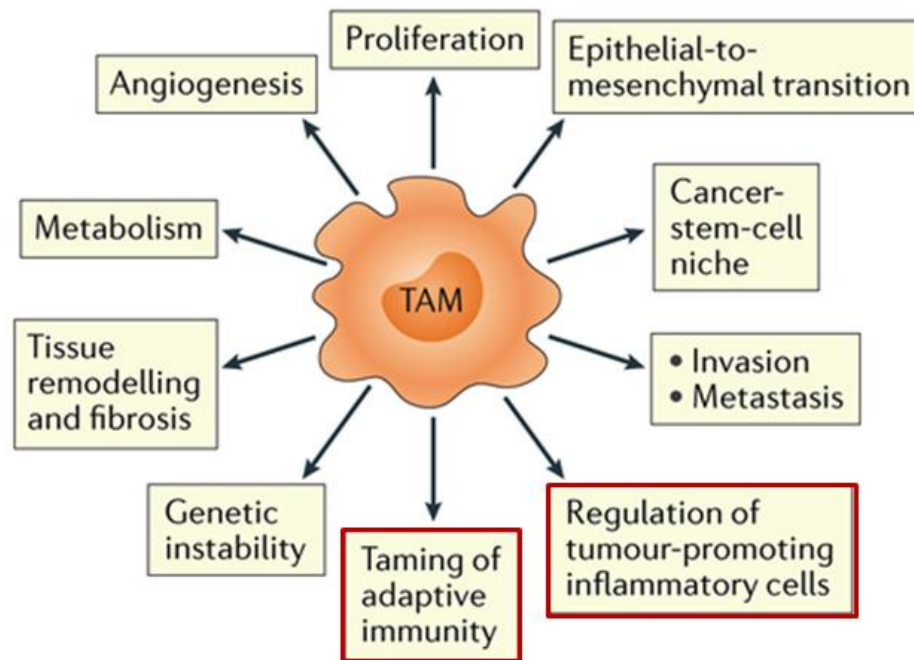 Proliferation
Epithelial-to-
mesenchymal transition
Angiogenesis
Cancer-
stem-cell
niche
Metabolism
TAM
Tissue
remodelling
and fibrosis
• Invasion
• Metastasis
Genetic
instability
Taming of
adaptive
immunity
Regulation of
tumour-promoting
inflammatory cells